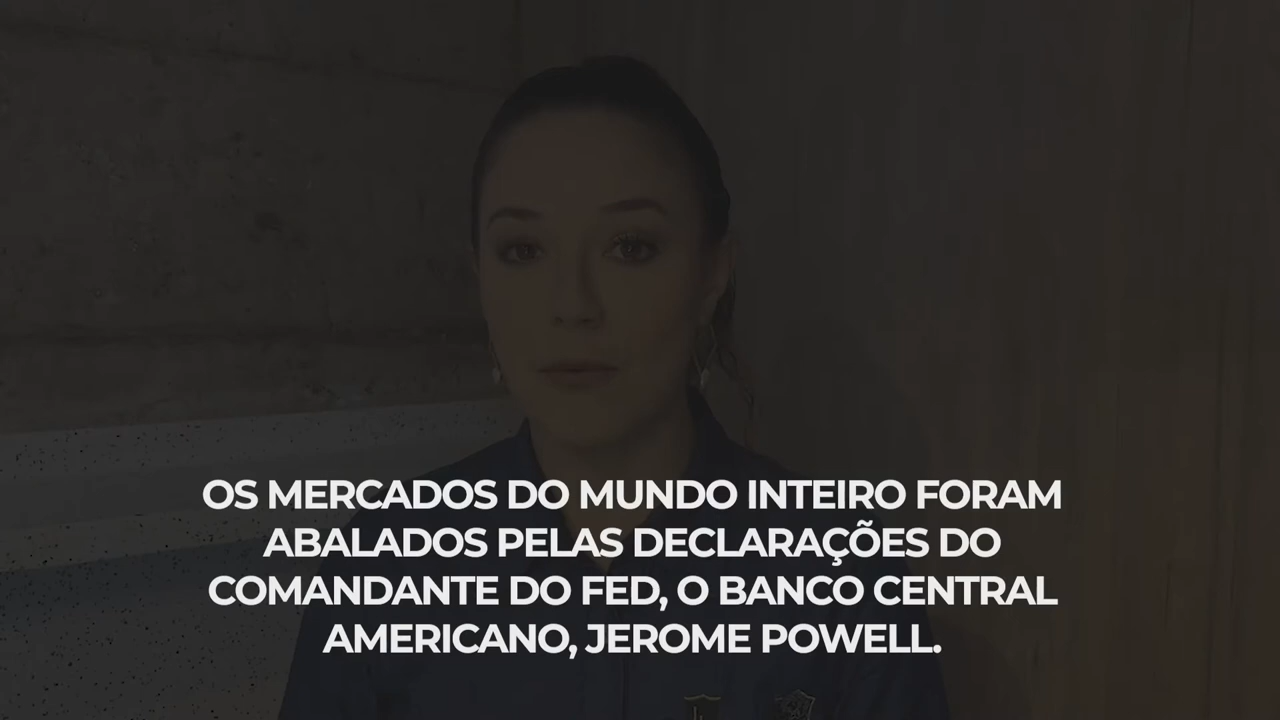 OS MERCADOS DO MUNDO INTEIRO FORAM
ABALADOS PELAS DECLARAÇÕES DO
COMANDANTE DO FED, O BANCO CENTRAL
AMERICANO, JEROME POWELL.